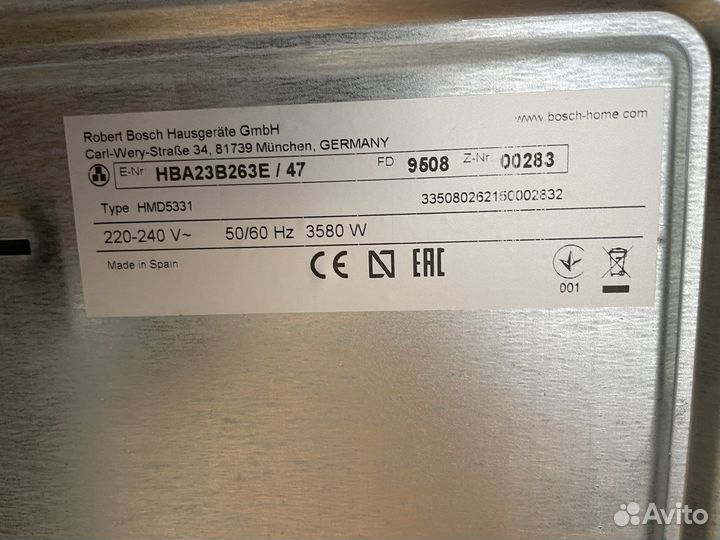 www.bosch-home.com
Robert Bosch Hausgeräte GmbH
Carl-Wery-Straße 34, 81739 München, GERMANY
E-Nr HBA23B263E / 47 FD 9508 Z-Nr 00283
Type HMD5331 335080262150002832
220-240 V~ 50/60 Hz 3580 W
Made in Spain CE EAC
001
Avito